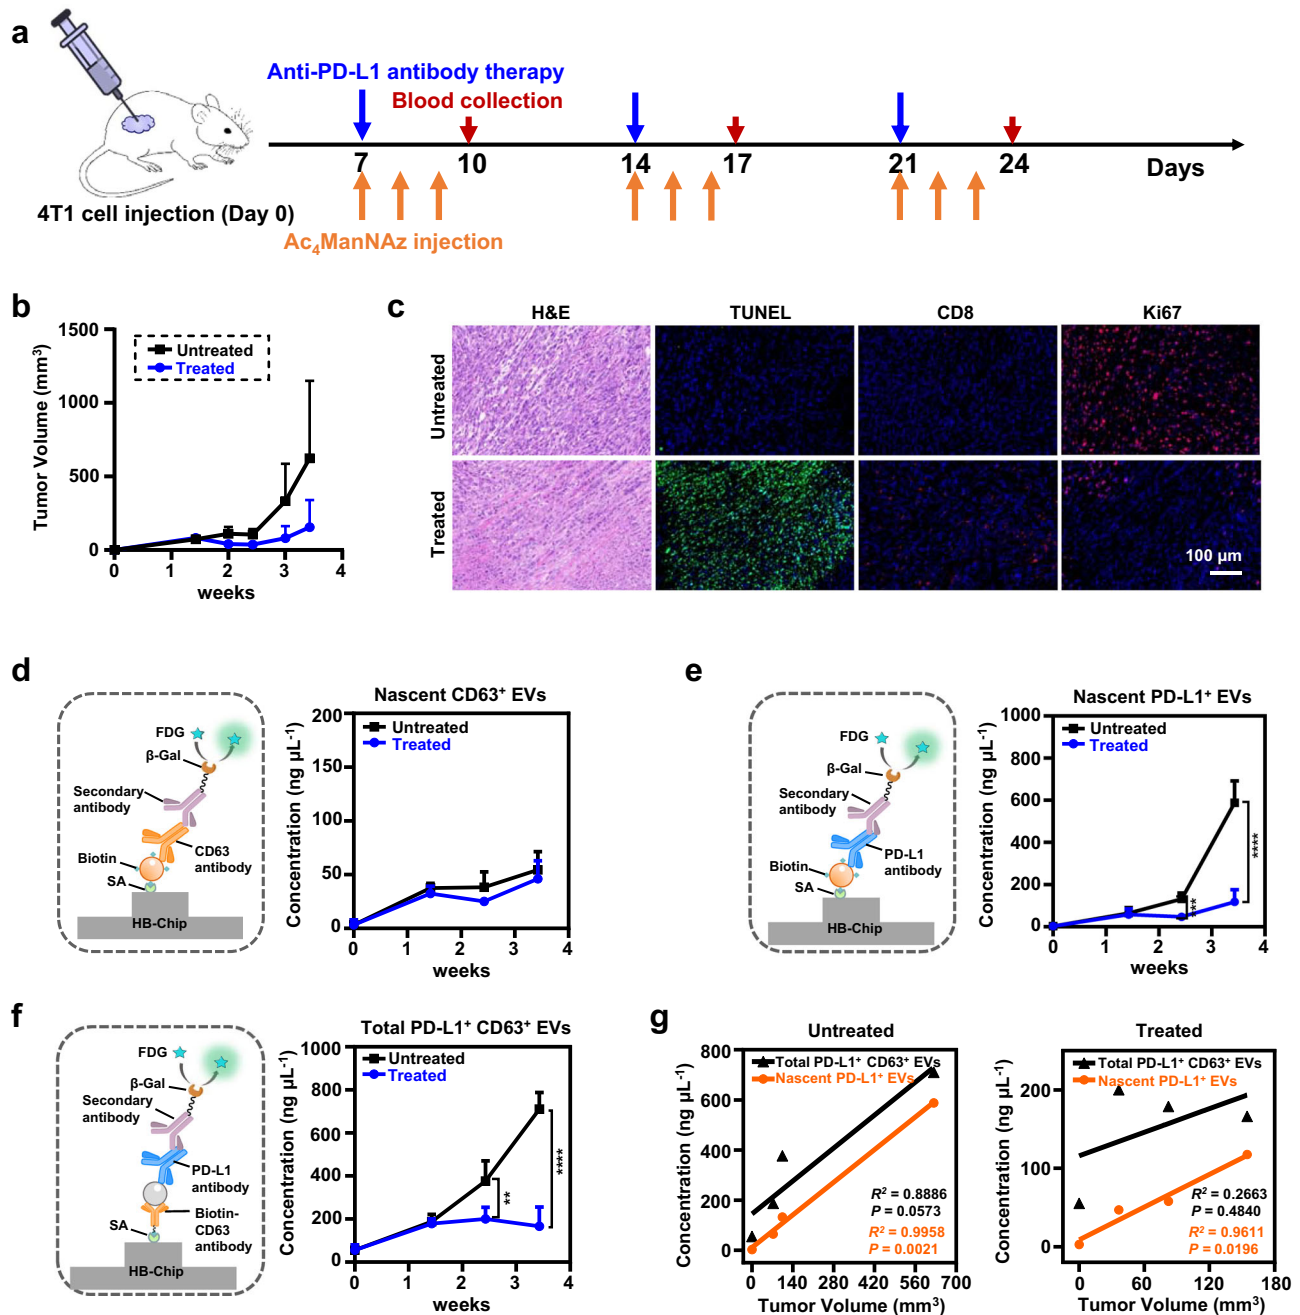 a
Anti-PD-L1 antibody therapy
Blood collection
7
10
14
17
21
24
Days
4T1 cell injection (Day 0)
Ac₄ManNAz injection
b
1500
1000
500
0
Tumor Volume (mm³)
Untreated
Treated
0
1
2
3
4
weeks
c
H&E
TUNEL
CD8
Ki67
Untreated
Treated
100 µm
d
FDG
β-Gal
Secondary
antibody
CD63
antibody
Biotin
SA
HB-Chip
Nascent CD63⁺ EVs
Untreated
Treated
200
150
100
50
0
Concentration (ng µL⁻¹)
0
1
2
3
4
weeks
e
FDG
β-Gal
Secondary
antibody
PD-L1
antibody
Biotin
SA
HB-Chip
Nascent PD-L1⁺ EVs
Untreated
Treated
1000
800
600
400
200
0
Concentration (ng µL⁻¹)
***
****
0
1
2
3
4
weeks
f
FDG
β-Gal
Secondary
antibody
PD-L1
antibody
Biotin-
CD63
antibody
SA
HB-Chip
Total PD-L1⁺ CD63⁺ EVs
Untreated
Treated
1000
800
600
400
200
0
Concentration (ng µL⁻¹)
**
****
0
1
2
3
4
weeks
g
Untreated
Total PD-L1⁺ CD63⁺ EVs
Nascent PD-L1⁺ EVs
800
600
400
200
0
Concentration (ng µL⁻¹)
R² = 0.8886
P = 0.0573
R² = 0.9958
P = 0.0021
0
140
280
420
560
700
Tumor Volume (mm³)
Treated
Total PD-L1⁺ CD63⁺ EVs
Nascent PD-L1⁺ EVs
200
100
0
Concentration (ng µL⁻¹)
R² = 0.2663
P = 0.4840
R² = 0.9611
P = 0.0196
0
60
120
180
Tumor Volume (mm³)